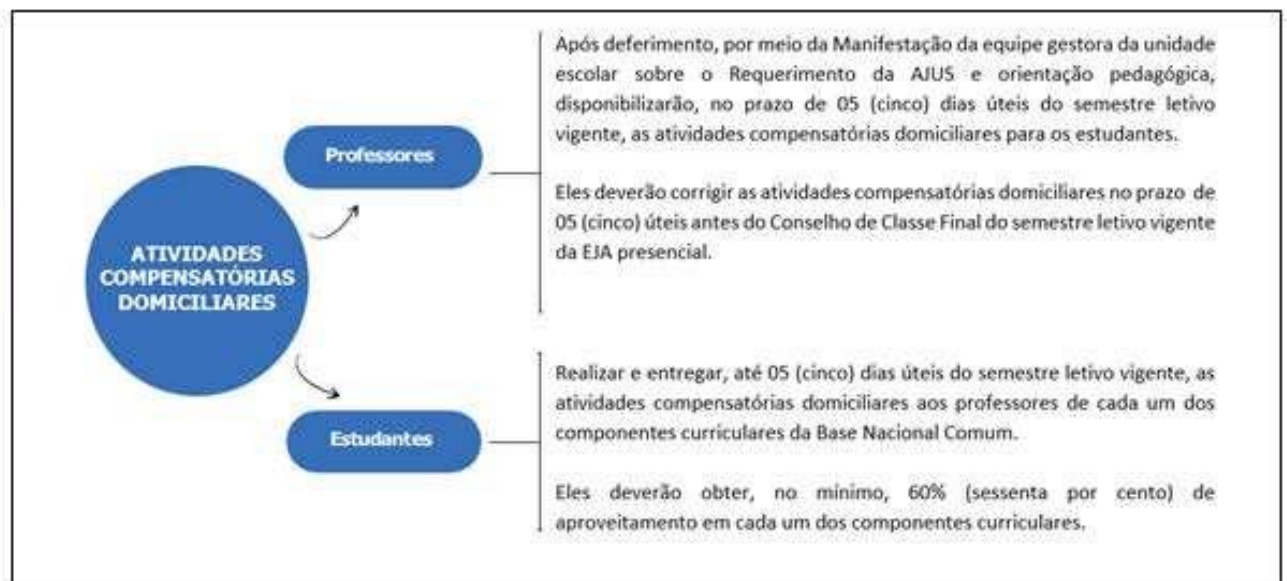 ATIVIDADES
COMPENSATÓRIAS
DOMICILIARES
Professores
Após deferimento, por meio da Manifestação da equipe gestora da unidade
escolar sobre o Requerimento da AJUS e orientação pedagógica,
disponibilizarão, no prazo de 05 (cinco) dias úteis do semestre letivo
vigente, as atividades compensatórias domiciliares para os estudantes.
Eles deverão corrigir as atividades compensatórias domiciliares no prazo de
05 (cinco) úteis antes do Conselho de Classe Final do semestre letivo vigente
da EJA presencial.
Estudantes
Realizar e entregar, até 05 (cinco) dias úteis do semestre letivo vigente, as
atividades compensatórias domiciliares aos professores de cada um dos
componentes curriculares da Base Nacional Comum.
Eles deverão obter, no mínimo, 60% (sessenta por cento) de
aproveitamento em cada um dos componentes curriculares.